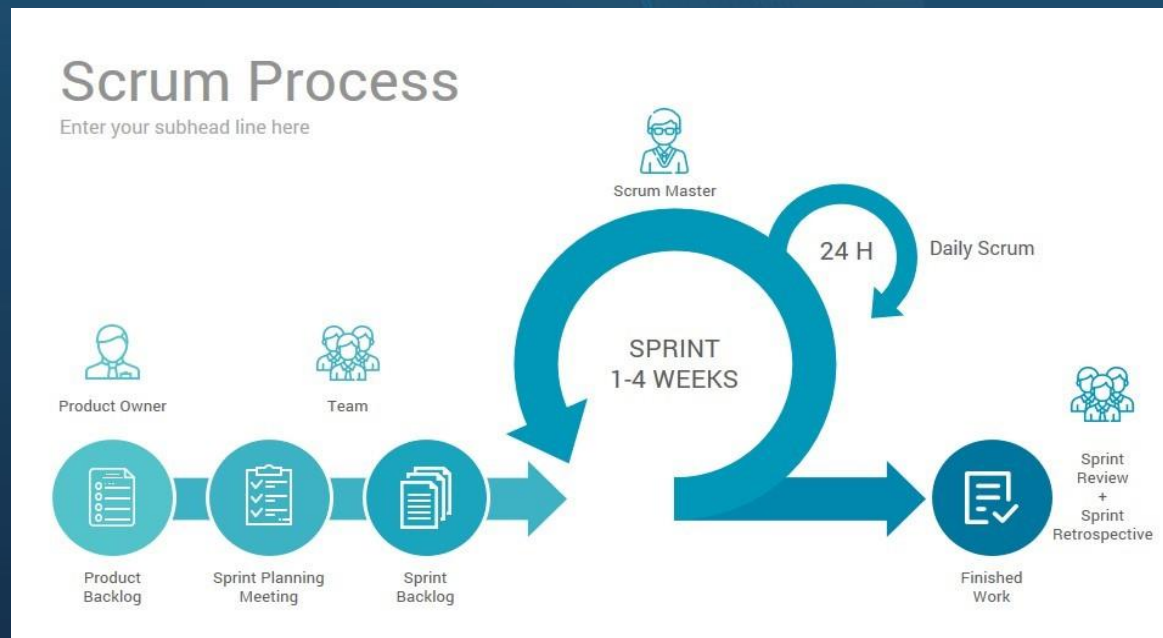 Scrum Process
Enter your subhead line here
Scrum Master
24 H
Daily Scrum
SPRINT
1-4 WEEKS
Product Owner
Team
Product
Backlog
Sprint Planning
Meeting
Sprint
Backlog
Finished
Work
Sprint
Review
+
Sprint
Retrospective